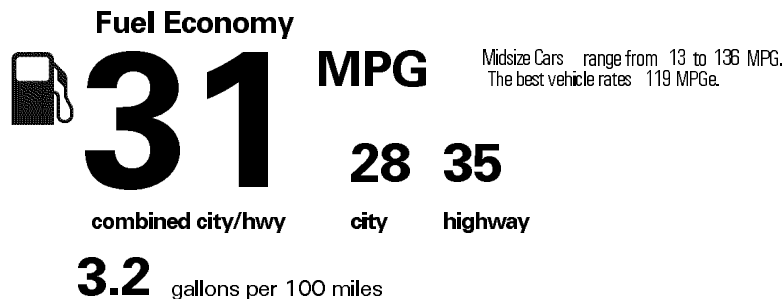 Fuel Economy
31 MPG
Midsize Cars range from 13 to 136 MPG.
The best vehicle rates 119 MPGe.
28 35
combined city/hwy city highway
3.2 gallons per 100 miles